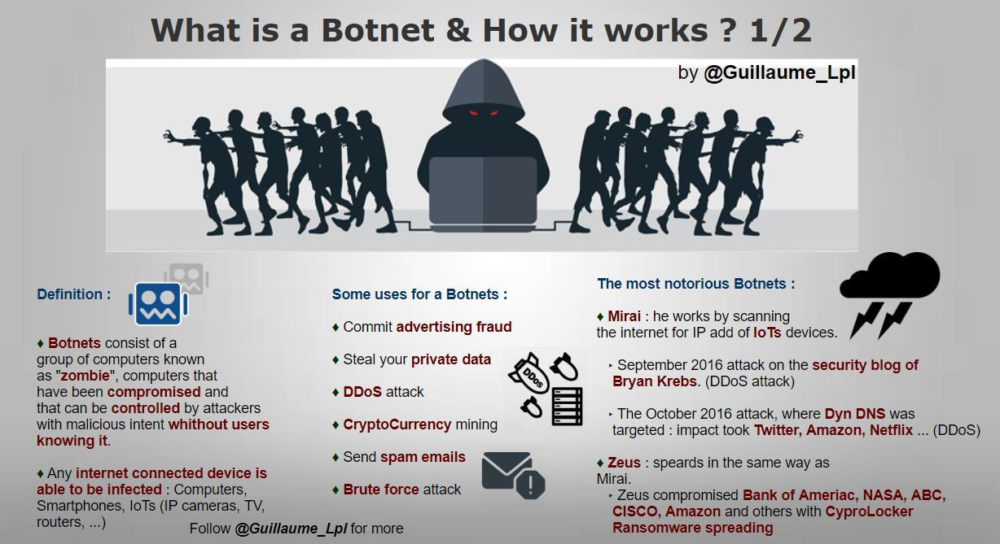 What is a Botnet & How it works ? 1/2
by @Guillaume_Lpl
Definition :
♦ Botnets consist of a
group of computers known
as "zombie", computers that
have been compromised and
that can be controlled by attackers
with malicious intent whithout users
knowing it.
♦ Any internet connected device is
able to be infected : Computers,
Smartphones, IoTs (IP cameras, TV,
routers, ...)
Some uses for a Botnets :
♦ Commit advertising fraud
♦ Steal your private data
♦ DDoS attack
♦ CryptoCurrency mining
♦ Send spam emails
♦ Brute force attack
DDoS
The most notorious Botnets :
♦ Mirai : he works by scanning
the internet for IP add of IoTs devices.
‣ September 2016 attack on the security blog of
Bryan Krebs. (DDoS attack)
‣ The October 2016 attack, where Dyn DNS was
targeted : impact took Twitter, Amazon, Netflix ... (DDoS)
♦ Zeus : speards in the same way as
Mirai.
‣ Zeus compromised Bank of Ameriac, NASA, ABC,
CISCO, Amazon and others with CyproLocker
Ransomware spreading
Follow @Guillaume_Lpl for more